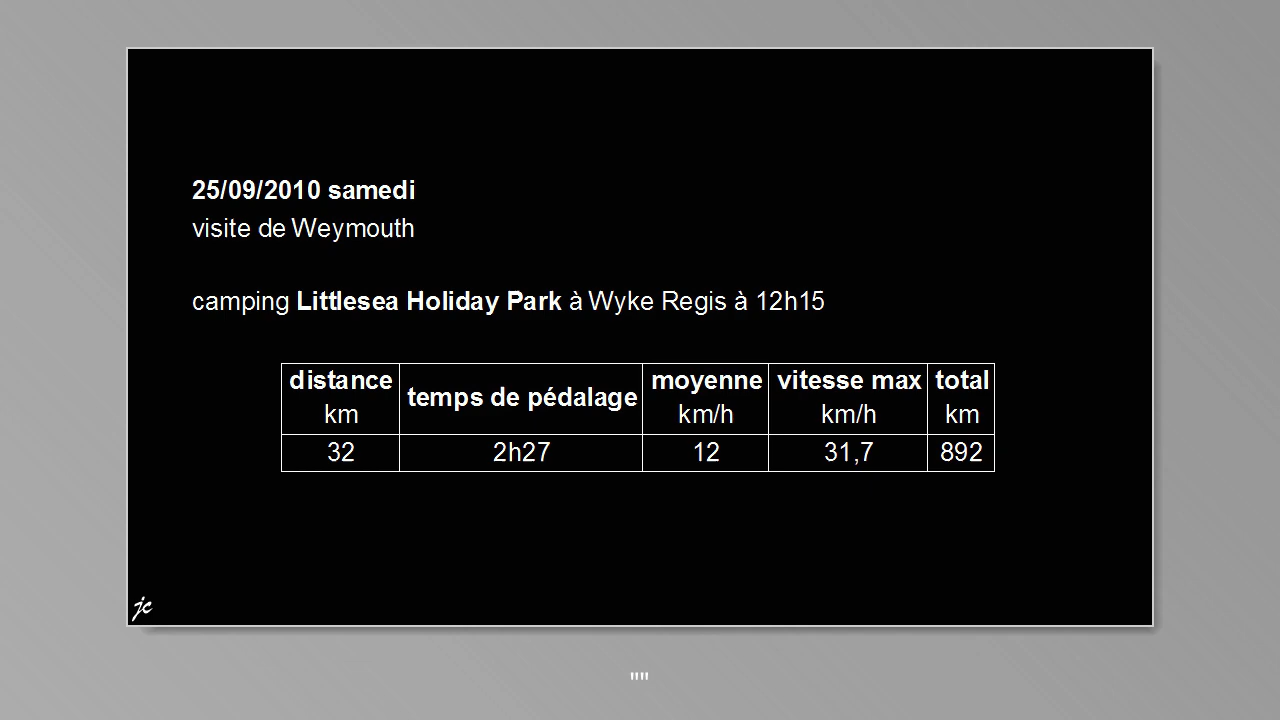 25/09/2010 samedi
visite de Weymouth
camping Littlesea Holiday Park à Wyke Regis à 12h15
distance km temps de pédalage moyenne km/h vitesse max km/h total km
32 2h27 12 31,7 892
jc
""